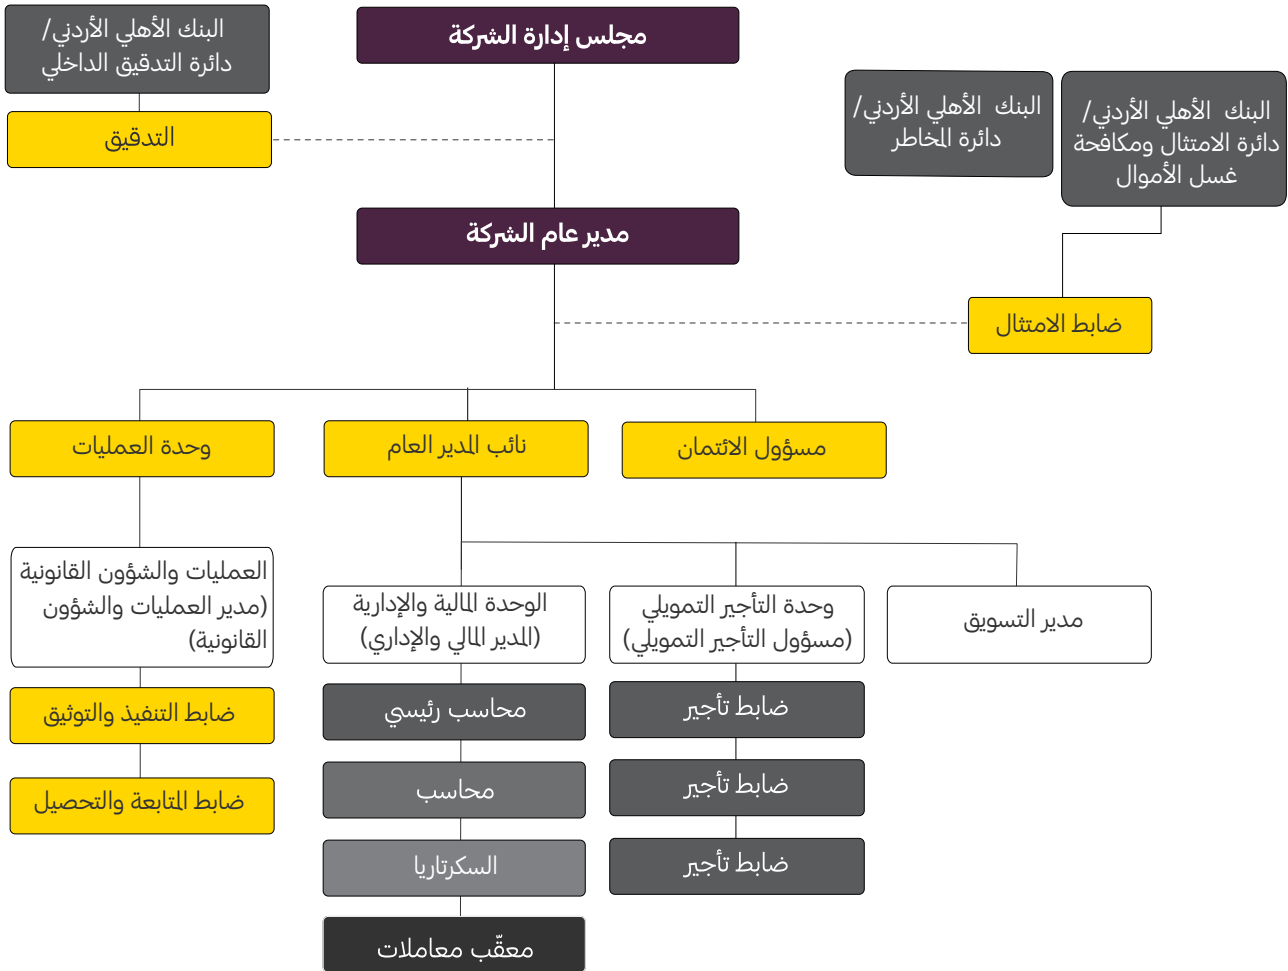 مجلس إدارة الشركة
البنك الأهلي الأردني/
دائرة التدقيق الداخلي
التدقيق
البنك الأهلي الأردني/
دائرة الامتثال ومكافحة
غسل الأموال
البنك الأهلي الأردني/
دائرة المخاطر
مدير عام الشركة
ضابط الامتثال
مسؤول الائتمان
نائب المدير العام
وحدة العمليات
مدير التسويق
وحدة التأجير التمويلي
(مسؤول التأجير التمويلي)
ضابط تأجير
ضابط تأجير
ضابط تأجير
الوحدة المالية والإدارية
(المدير المالي والإداري)
محاسب رئيسي
محاسب
السكرتاريا
معقّب معاملات
العمليات والشؤون القانونية
(مدير العمليات والشؤون
القانونية)
ضابط التنفيذ والتوثيق
ضابط المتابعة والتحصيل